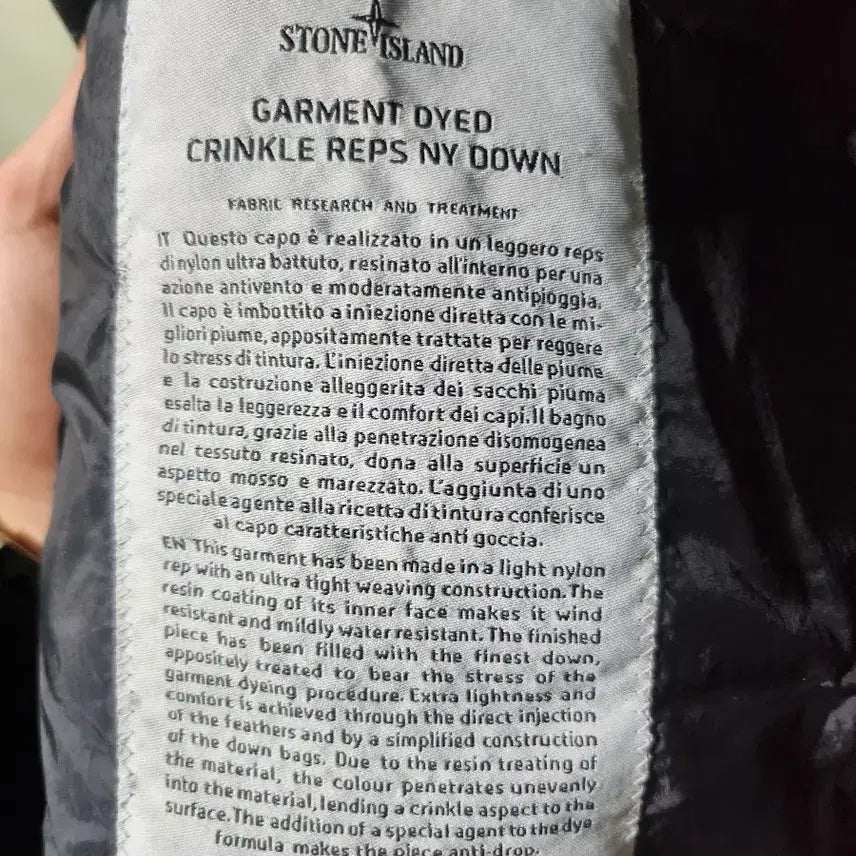 STONE ISLAND
GARMENT DYED
CRINKLE REPS NY DOWN
FABRIC RESEARCH AND TREATMENT
IT Questo capo è realizzato in un leggero reps
di nylon ultra battuto, resinato all'interno per una
azione antivento e moderatamente antipioggia.
Il capo è imbottito a iniezione diretta con le mi-
gliori piume, appositamente trattate per reggere
lo stress di tintura. L'iniezione diretta delle piume
e la costruzione alleggerita dei sacchi piuma
esalta la leggerezza e il comfort dei capi. Il bagno
di tintura, grazie alla penetrazione disomogenea
nel tessuto resinato, dona alla superficie un
aspetto mosso e marezzato. L'aggiunta di uno
speciale agente alla ricetta di tintura conferisce
al capo caratteristiche anti goccia.
EN This garment has been made in a light nylon
rep with an ultra tight weaving construction. The
resin coating of its inner face makes it wind
resistant and mildly water resistant. The finished
piece has been filled with the finest down,
appositely treated to bear the stress of the
garment dyeing procedure. Extra lightness and
comfort is achieved through the direct injection
of the feathers and by a simplified construction
of the down bags. Due to the resin treating of
the material, the colour penetrates unevenly
into the material, lending a crinkle aspect to the
surface. The addition of a special agent to the dye
formula makes the piece anti-drop.